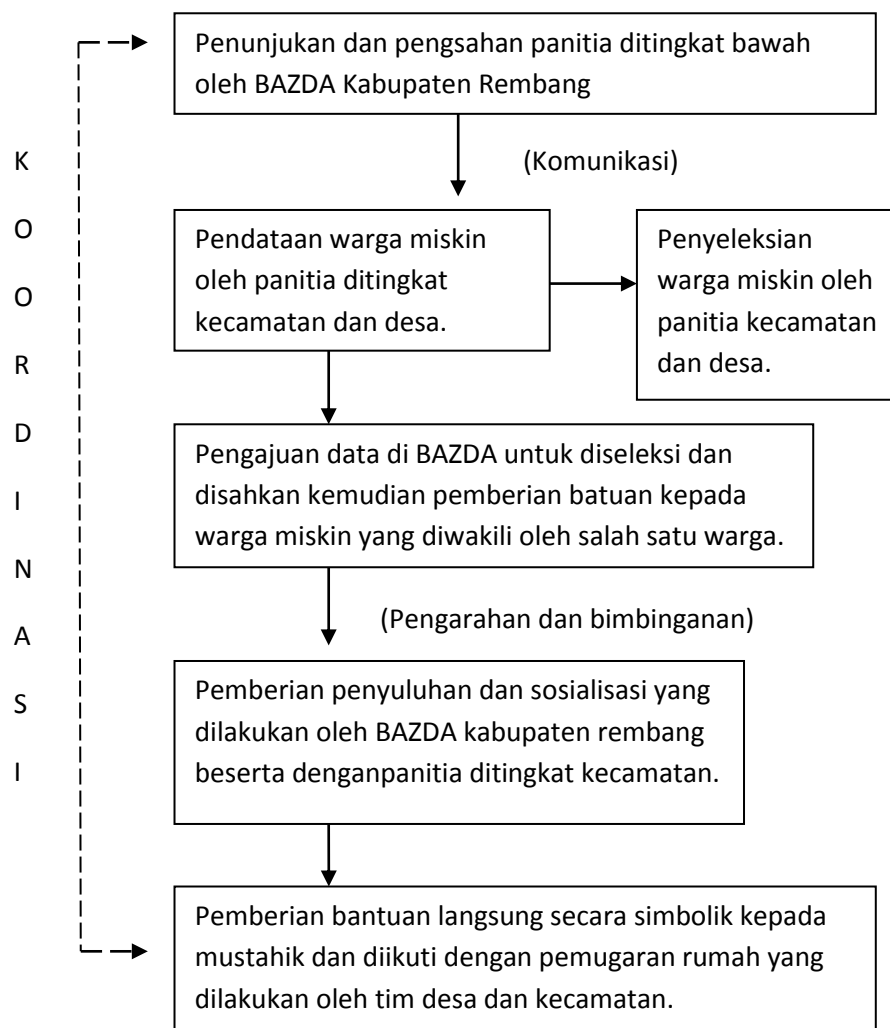 Penunjukan dan pengsahan panitia ditingkat bawah
oleh BAZDA Kabupaten Rembang
(Komunikasi)
Pendataan warga miskin
oleh panitia ditingkat
kecamatan dan desa.
Penyeleksian
warga miskin oleh
panitia kecamatan
dan desa.
Pengajuan data di BAZDA untuk diseleksi dan
disahkan kemudian pemberian batuan kepada
warga miskin yang diwakili oleh salah satu warga.
(Pengarahan dan bimbinganan)
Pemberian penyuluhan dan sosialisasi yang
dilakukan oleh BAZDA kabupaten rembang
beserta denganpanitia ditingkat kecamatan.
Pemberian bantuan langsung secara simbolik kepada
mustahik dan diikuti dengan pemugaran rumah yang
dilakukan oleh tim desa dan kecamatan.
K
O
O
R
D
I
N
A
S
I